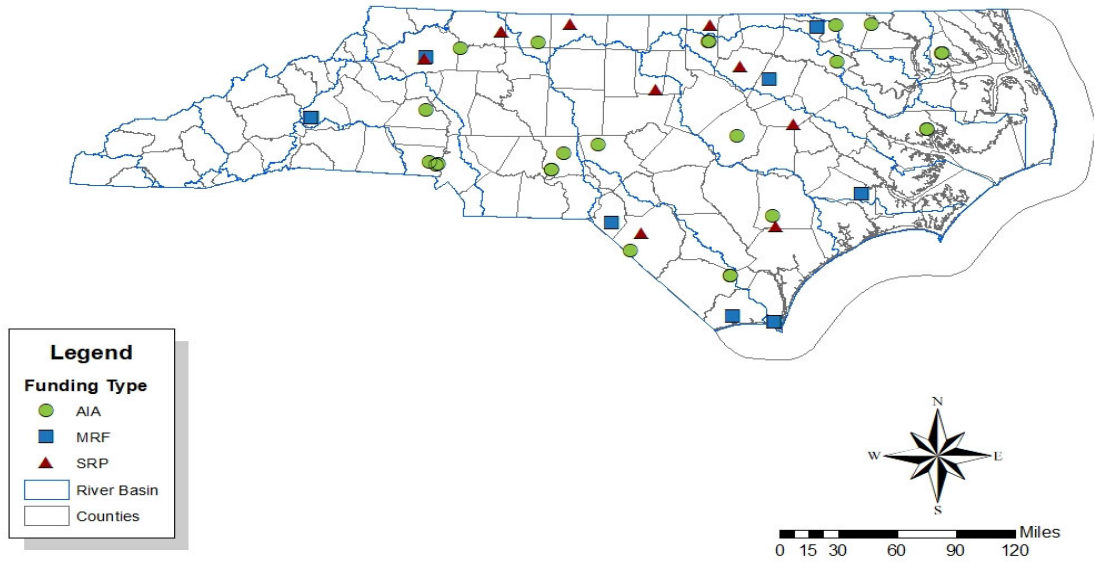 Legend
Funding Type
AIA
MRF
SRP
River Basin
Counties
N
W E
S
Miles
0 15 30 60 90 120